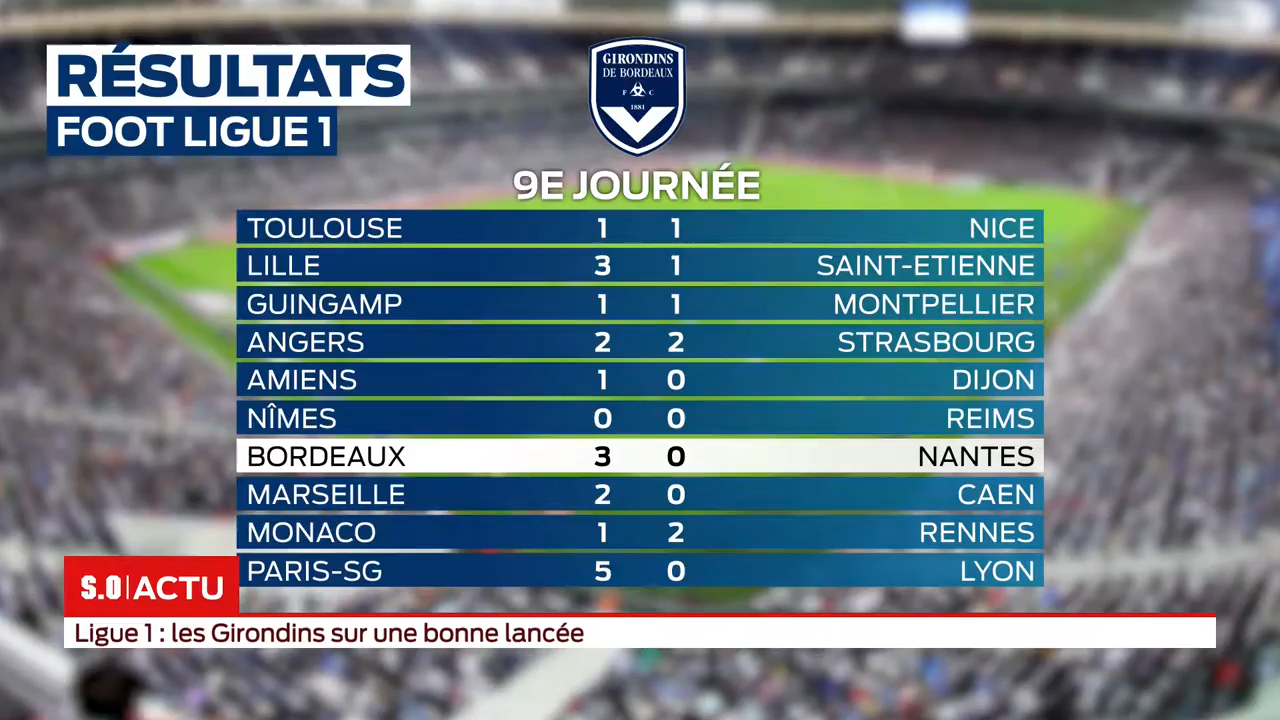 RÉSULTATS
FOOT LIGUE 1
GIRONDINS
DE BORDEAUX
F C
1881
9E JOURNÉE
TOULOUSE 1 1 NICE
LILLE 3 1 SAINT-ETIENNE
GUINGAMP 1 1 MONTPELLIER
ANGERS 2 2 STRASBOURG
AMIENS 1 0 DIJON
NÎMES 0 0 REIMS
BORDEAUX 3 0 NANTES
MARSEILLE 2 0 CAEN
MONACO 1 2 RENNES
PARIS-SG 5 0 LYON
S.O|ACTU
Ligue 1 : les Girondins sur une bonne lancée